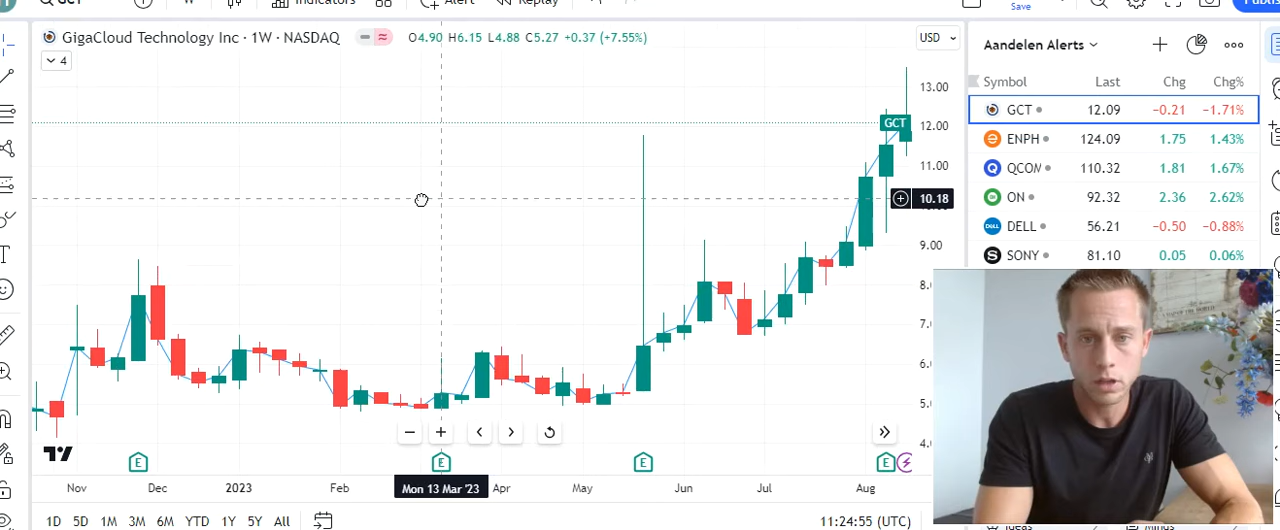 Indicators Alert Replay
Save
GigaCloud Technology Inc · 1W · NASDAQ O4.90 H6.15 L4.88 C5.27 +0.37 (+7.55%) USD
4
Aandelen Alerts
Symbol Last Chg Chg%
GCT 12.09 −0.21 −1.71%
ENPH 124.09 1.75 1.43%
QCOM 110.32 1.81 1.67%
ON 92.32 2.36 2.62%
DELL 56.21 −0.50 −0.88%
SONY 81.10 0.05 0.06%
13.00
GCT 12.00
11.00
10.18
9.00
8.
7.
6.
5.
4.
E E E E
Nov Dec 2023 Feb Mon 13 Mar '23 Apr May Jun Jul Aug
1D 5D 1M 3M 6M YTD 1Y 5Y All 11:24:55 (UTC)